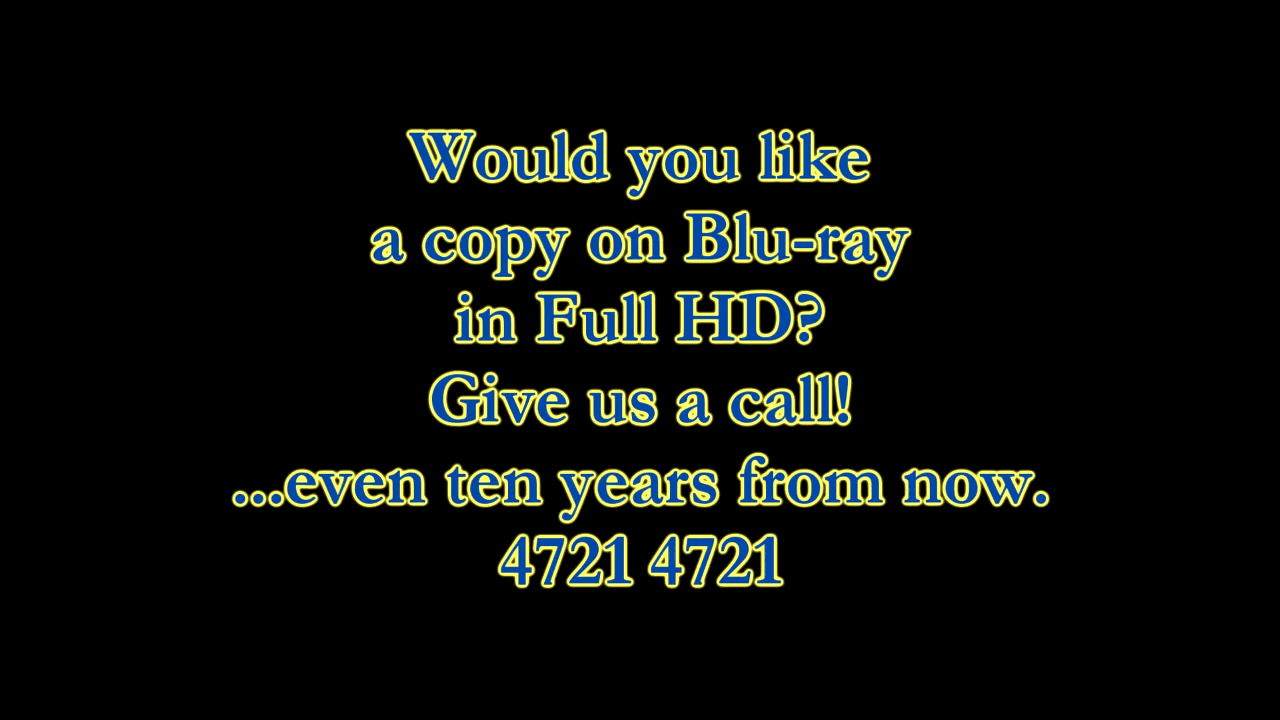 Would you like
a copy on Blu-ray
in Full HD?
Give us a call!
...even ten years from now.
4721 4721